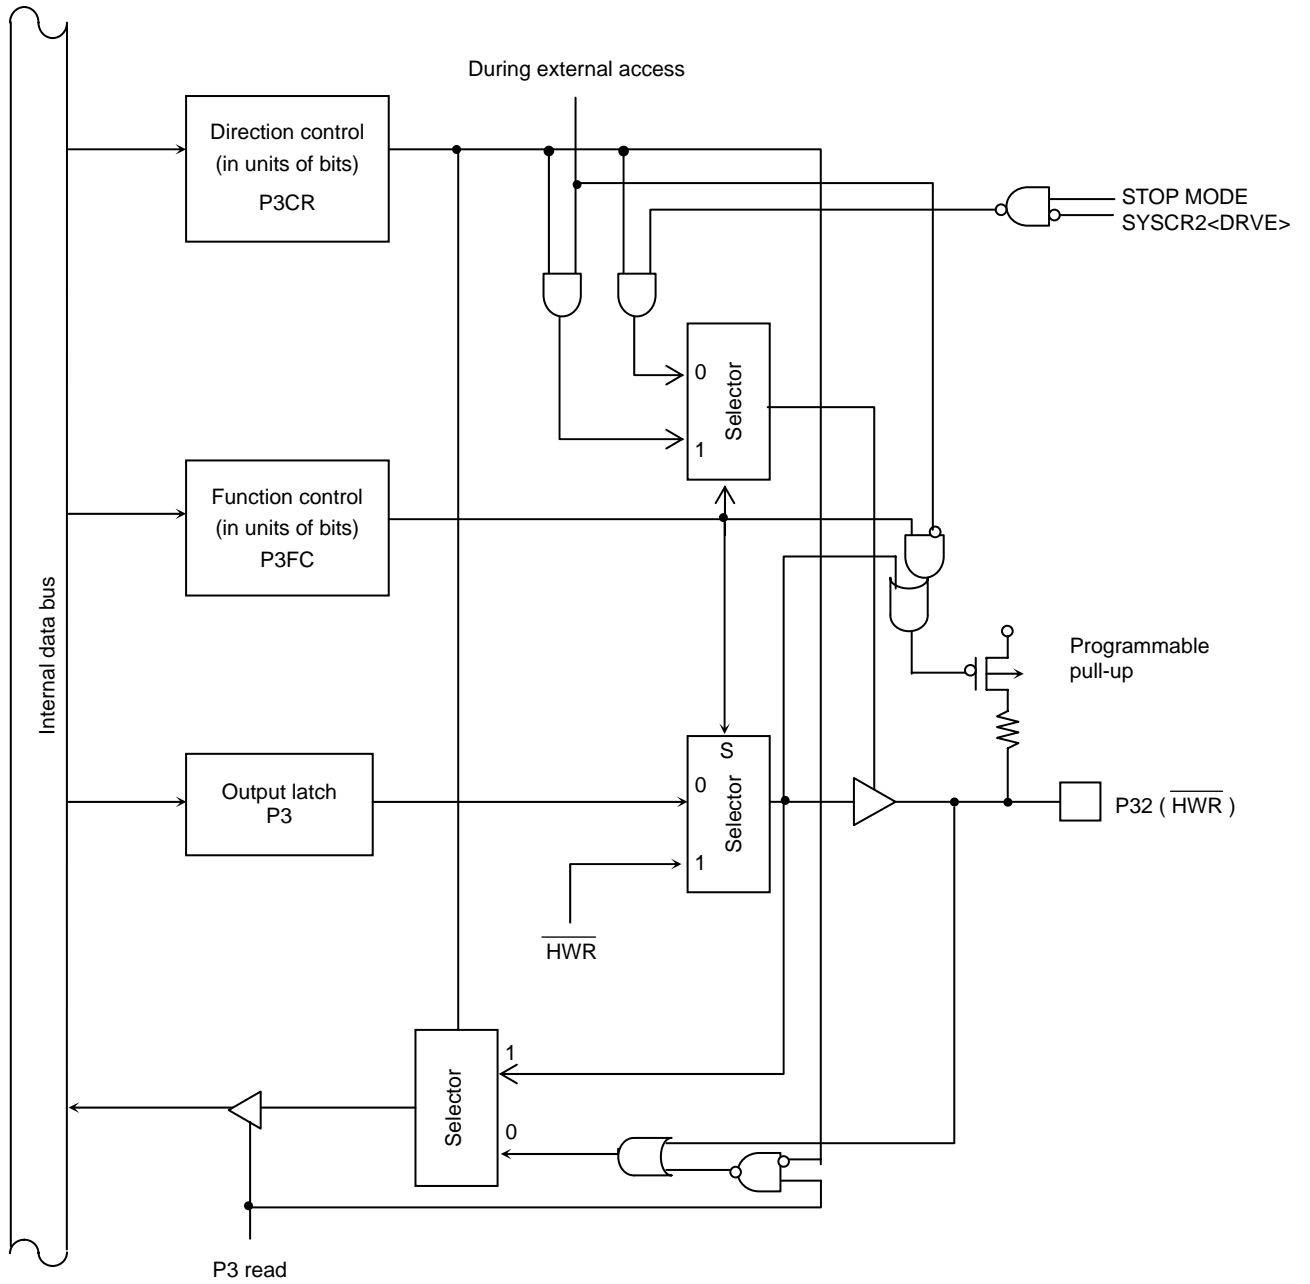 During external access
Direction control
(in units of bits)
P3CR
STOP MODE
SYSCR2<DRVE>
0
Selector
1
Function control
(in units of bits)
P3FC
Internal data bus
Programmable
pull-up
S
0
Selector
1
Output latch
P3
P32 ( HWR )
HWR
1
Selector
0
P3 read